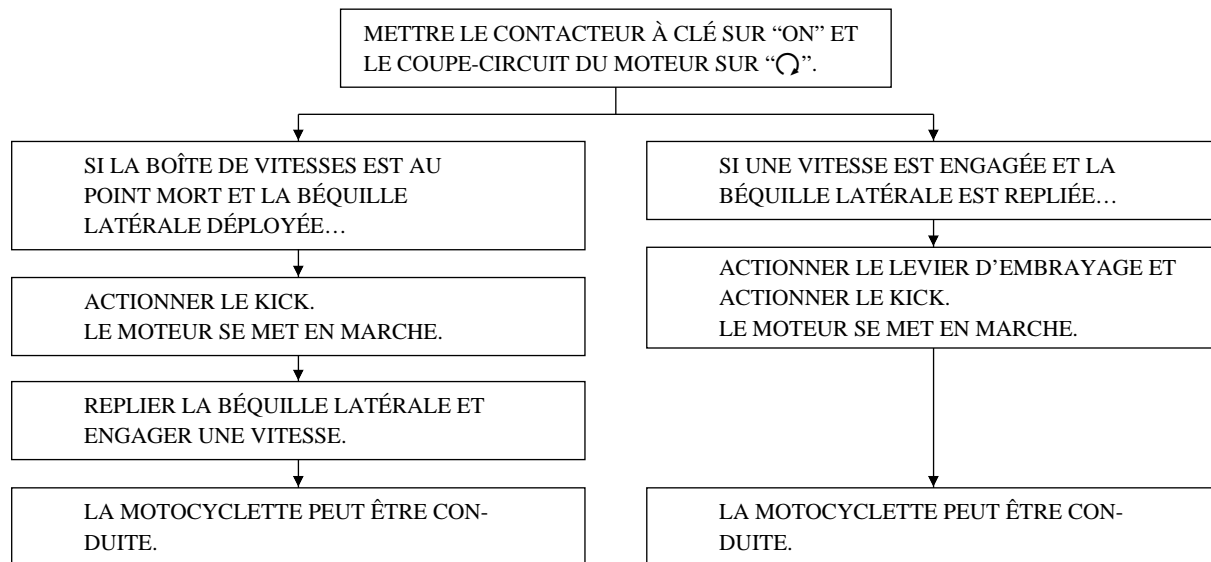 METTRE LE CONTACTEUR À CLÉ SUR “ON” ET
LE COUPE-CIRCUIT DU MOTEUR SUR “”.
SI LA BOÎTE DE VITESSES EST AU
POINT MORT ET LA BÉQUILLE
LATÉRALE DÉPLOYÉE…
ACTIONNER LE KICK.
LE MOTEUR SE MET EN MARCHE.
REPLIER LA BÉQUILLE LATÉRALE ET
ENGAGER UNE VITESSE.
LA MOTOCYCLETTE PEUT ÊTRE CON-
DUITE.
SI UNE VITESSE EST ENGAGÉE ET LA
BÉQUILLE LATÉRALE EST REPLIÉE…
ACTIONNER LE LEVIER D’EMBRAYAGE ET
ACTIONNER LE KICK.
LE MOTEUR SE MET EN MARCHE.
LA MOTOCYCLETTE PEUT ÊTRE CON-
DUITE.